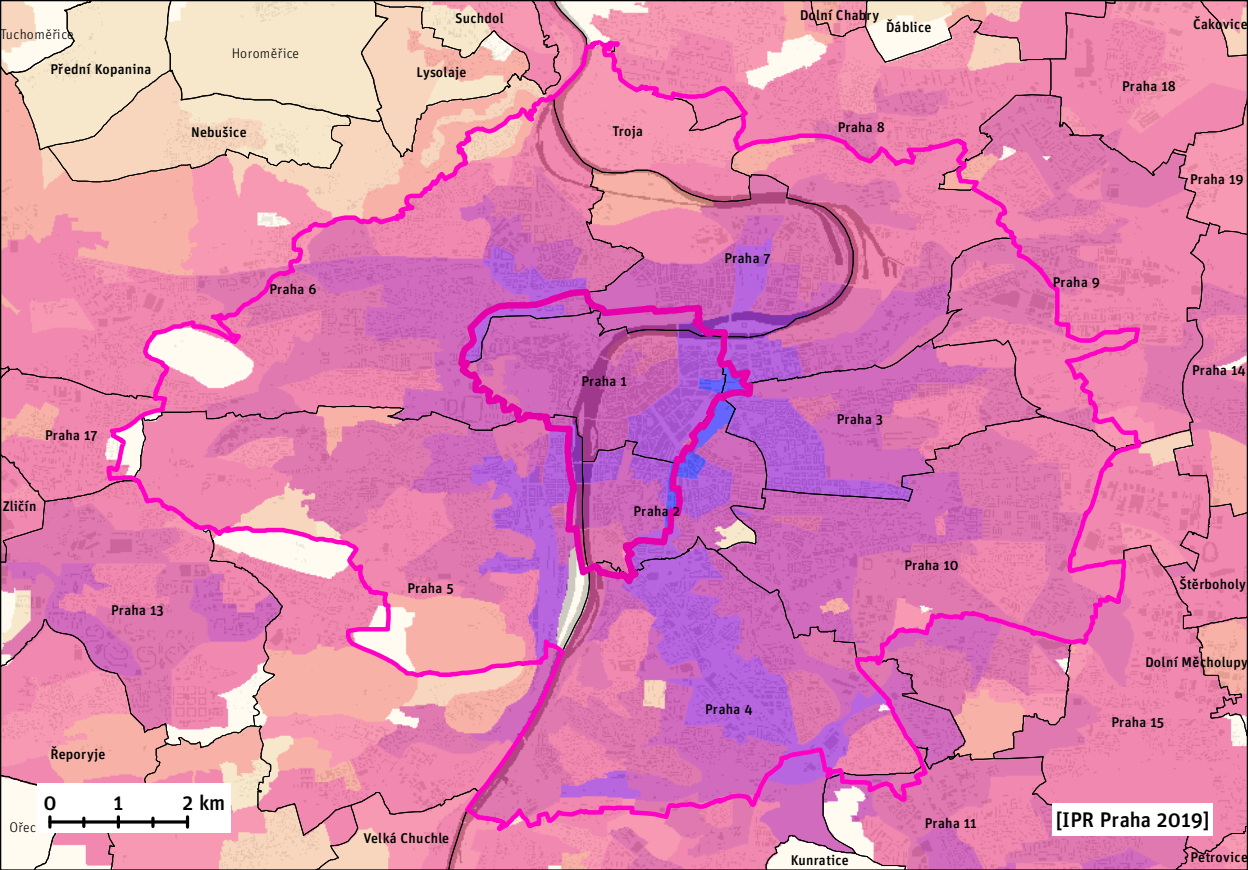 Suchdol
Dolní Chabry
Ďáblice
Čakovice
Tuchoměřice
Horoměřice
Přední Kopanina
Lysolaje
Praha 18
Nebušice
Troja
Praha 8
Praha 19
Praha 7
Praha 6
Praha 9
Praha 14
Praha 1
Praha 3
Praha 17
Zličín
Praha 2
Praha 10
Praha 5
Štěrboholy
Praha 13
Dolní Měcholupy
Praha 4
Praha 15
Řeporyje
0 1 2 km
Ořec
Velká Chuchle
Praha 11
[IPR Praha 2019]
Kunratice
Petrovice